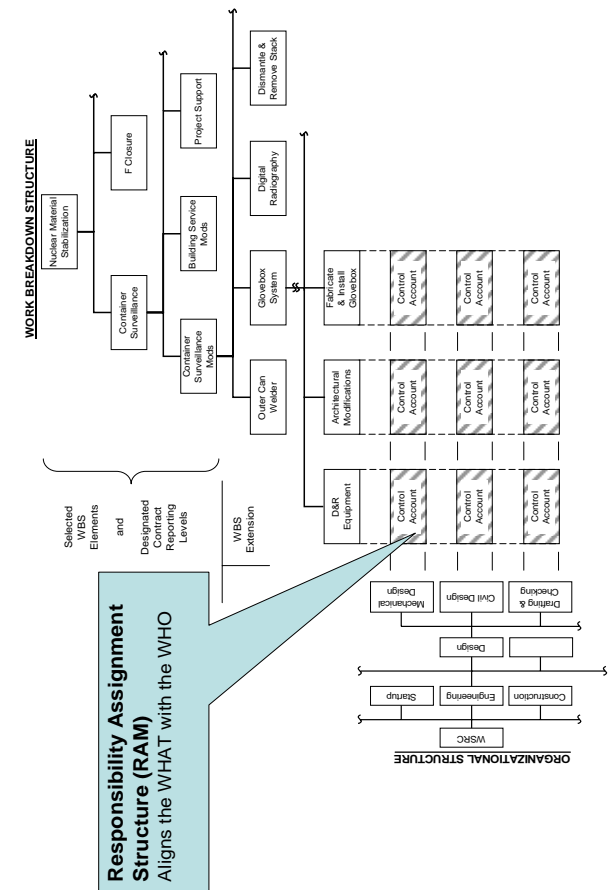 WORK BREAKDOWN STRUCTURE
Nuclear Material
Stabilization
Container
Surveillance
F Closure
Container
Surveillance
Mods
Building Service
Mods
Project Support
Outer Can
Welder
Glovebox
System
Digital
Radiography
Dismantle &
Remove Stack
D&R
Equipment
Architectural
Modifications
Fabricate
& Install
Glovebox
Selected
WBS
Elements
and
Designated
Contract
Reporting
Levels
WBS
Extension
Responsibility Assignment
Structure (RAM)
Aligns the WHAT with the WHO
Control
Account
Control
Account
Control
Account
Control
Account
Control
Account
Control
Account
Control
Account
Control
Account
Control
Account
ORGANIZATIONAL STRUCTURE
WSRC
Startup
Engineering
Construction
Design
Mechanical
Design
Civil Design
Drafting &
Checking